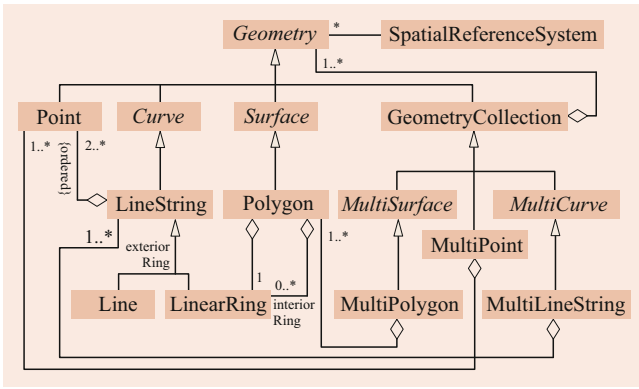 Geometry
*
SpatialReferenceSystem
1..*
Point
Curve
Surface
GeometryCollection
1..*
{ordered}
2..*
LineString
Polygon
MultiSurface
MultiCurve
1..*
exterior
Ring
1..*
MultiPoint
1
0..*
interior
Ring
Line
LinearRing
MultiPolygon
MultiLineString